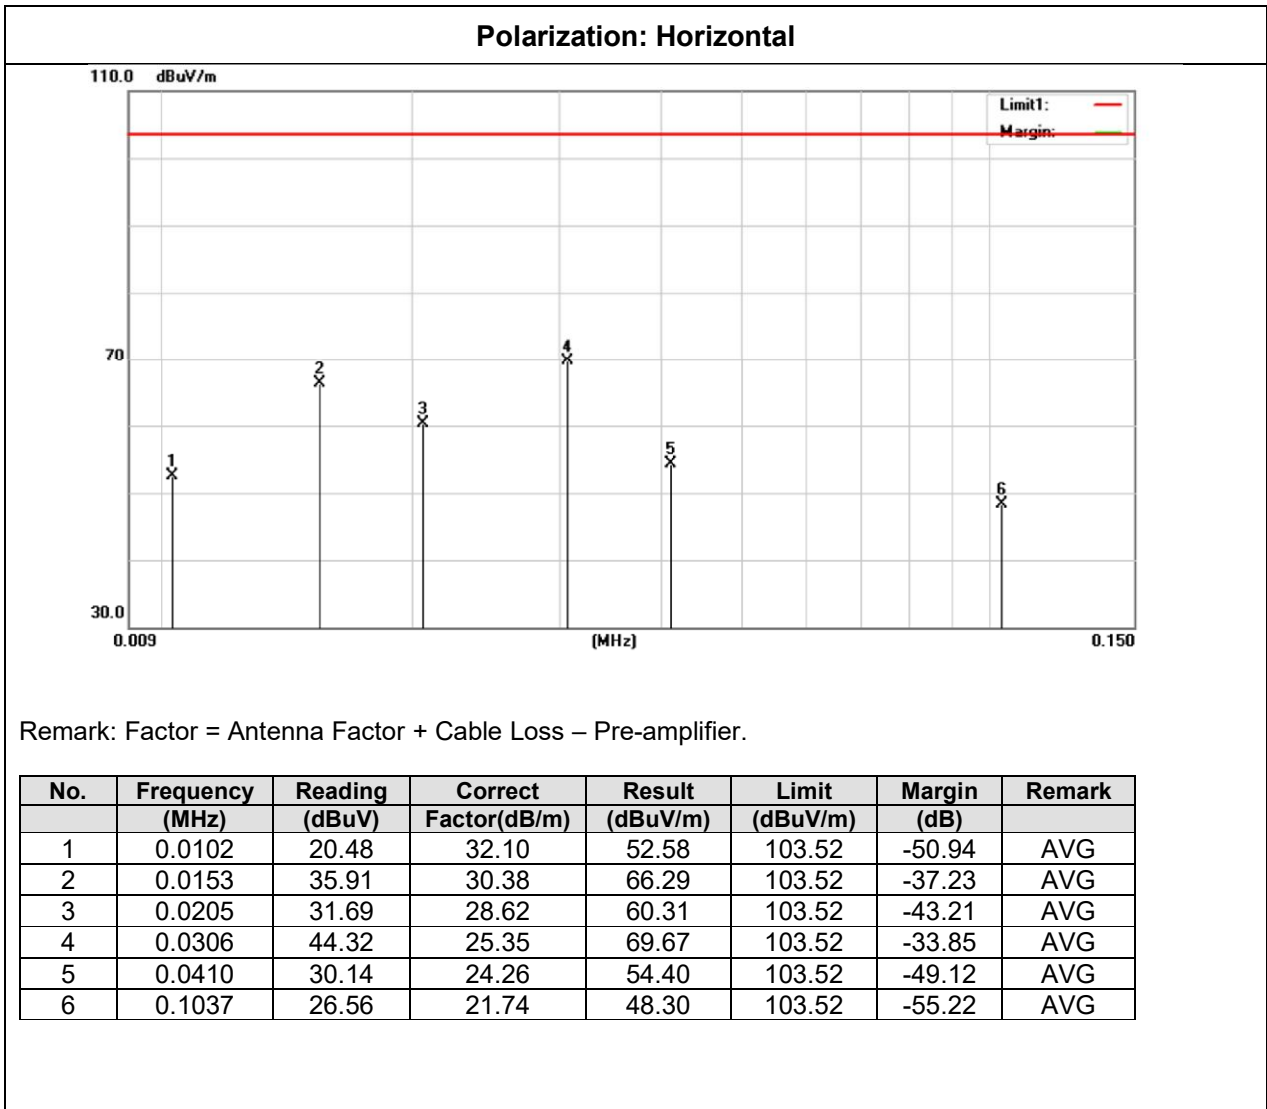 Polarization: Horizontal
110.0 dBuV/m
Limit1:
Margin:
70
30.0
1
2
3
4
5
6
0.009 (MHz) 0.150
Remark: Factor = Antenna Factor + Cable Loss – Pre-amplifier.
No. Frequency Reading Correct Result Limit Margin Remark
(MHz) (dBuV) Factor(dB/m) (dBuV/m) (dBuV/m) (dB)
1 0.0102 20.48 32.10 52.58 103.52 -50.94 AVG
2 0.0153 35.91 30.38 66.29 103.52 -37.23 AVG
3 0.0205 31.69 28.62 60.31 103.52 -43.21 AVG
4 0.0306 44.32 25.35 69.67 103.52 -33.85 AVG
5 0.0410 30.14 24.26 54.40 103.52 -49.12 AVG
6 0.1037 26.56 21.74 48.30 103.52 -55.22 AVG